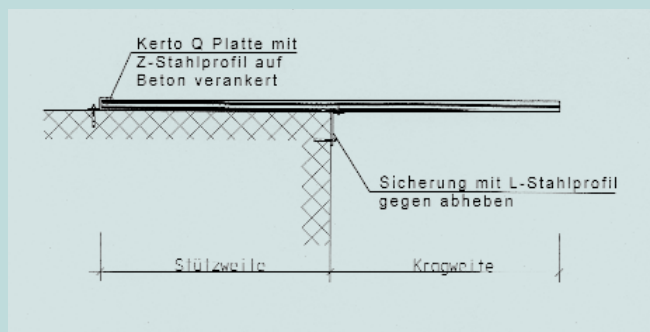 Kerto Q Platte mit
Z-Stahlprofil auf
Beton verankert
Sicherung mit L-Stahlprofil
gegen abheben
Stützweite
Kragweite